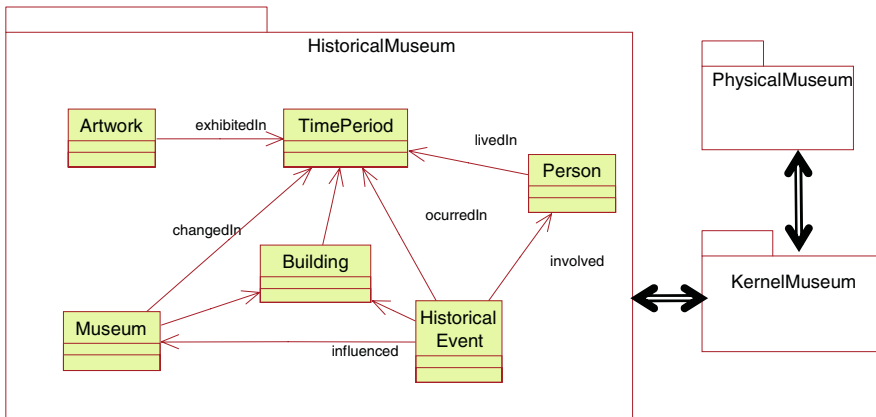 HistoricalMuseum
PhysicalMuseum
Artwork
exhibitedIn
TimePeriod
livedIn
Person
changedIn
ocurredIn
Building
involved
KernelMuseum
Museum
influenced
Historical
Event